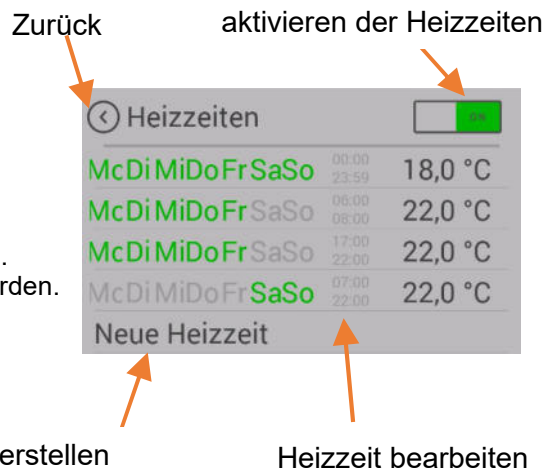 Zurück
aktivieren der Heizzeiten
Heizzeiten ON
McDiMiDoFrSaSo 00:00 23:59 18,0 °C
McDiMiDoFrSaSo 06:00 08:00 22,0 °C
.
McDiMiDoFrSaSo 17:00 22:00 22,0 °C
rden.
McDiMiDoFrSaSo 07:00 22:00 22,0 °C
Neue Heizzeit
erstellen
Heizzeit bearbeiten